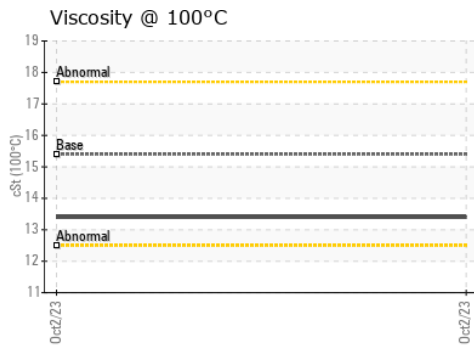 Viscosity @ 100°C
19
18
17
16
15
14
13
12
11
cSt (100°C)
Abnormal
Base
Abnormal
Oct2/23
Oct2/23